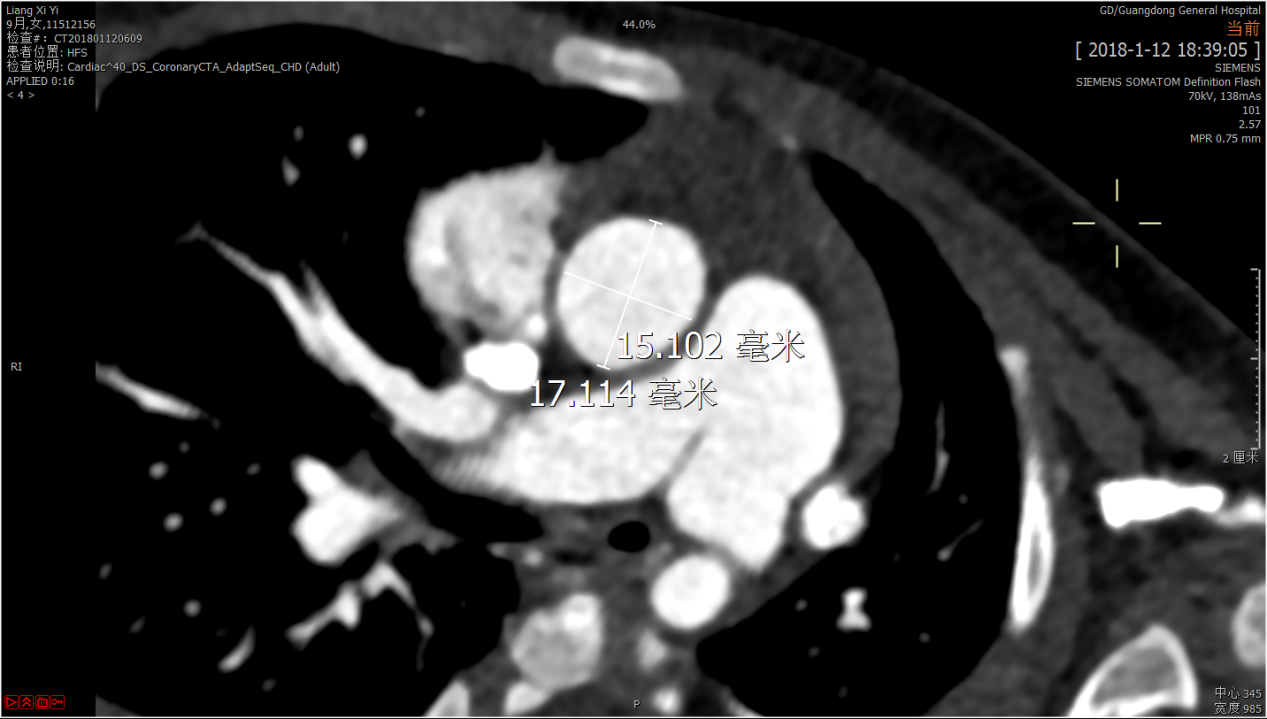 Liang Xi Yi
9月,女,11512156
检查#: CT201801120609
患者位置: HFS
检查说明: Cardiac^40_DS_CoronaryCTA_AdaptSeq_CHD (Adult)
APPLIED 0:16
< 4 >
44.0%
GD/Guangdong General Hospital
当前
[ 2018-1-12 18:39:05 ]
SIEMENS
SIEMENS SOMATOM Definition Flash
70kV, 138mAs
101
2.57
MPR 0.75 mm
RI
15.102 毫米
17.114 毫米
2 厘米
P
中心 345
宽度 985